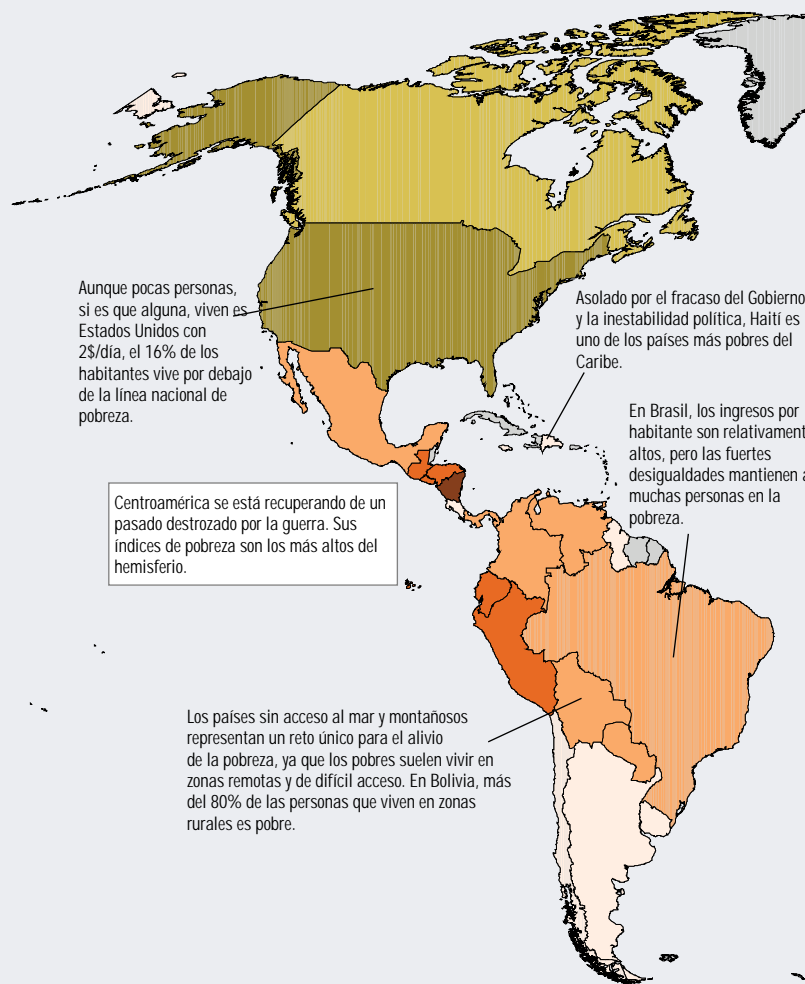 Aunque pocas personas,
si es que alguna, viven es
Estados Unidos con
2$/día, el 16% de los
habitantes vive por debajo
de la línea nacional de
pobreza.
Asolado por el fracaso del Gobierno
y la inestabilidad política, Haití es
uno de los países más pobres del
Caribe.
En Brasil, los ingresos por
habitante son relativament
altos, pero las fuertes
desigualdades mantienen a
muchas personas en la
pobreza.
Centroamérica se está recuperando de un
pasado destrozado por la guerra. Sus
índices de pobreza son los más altos del
hemisferio.
Los países sin acceso al mar y montañosos
representan un reto único para el alivio
de la pobreza, ya que los pobres suelen vivir en
zonas remotas y de difícil acceso. En Bolivia, más
del 80% de las personas que viven en zonas
rurales es pobre.